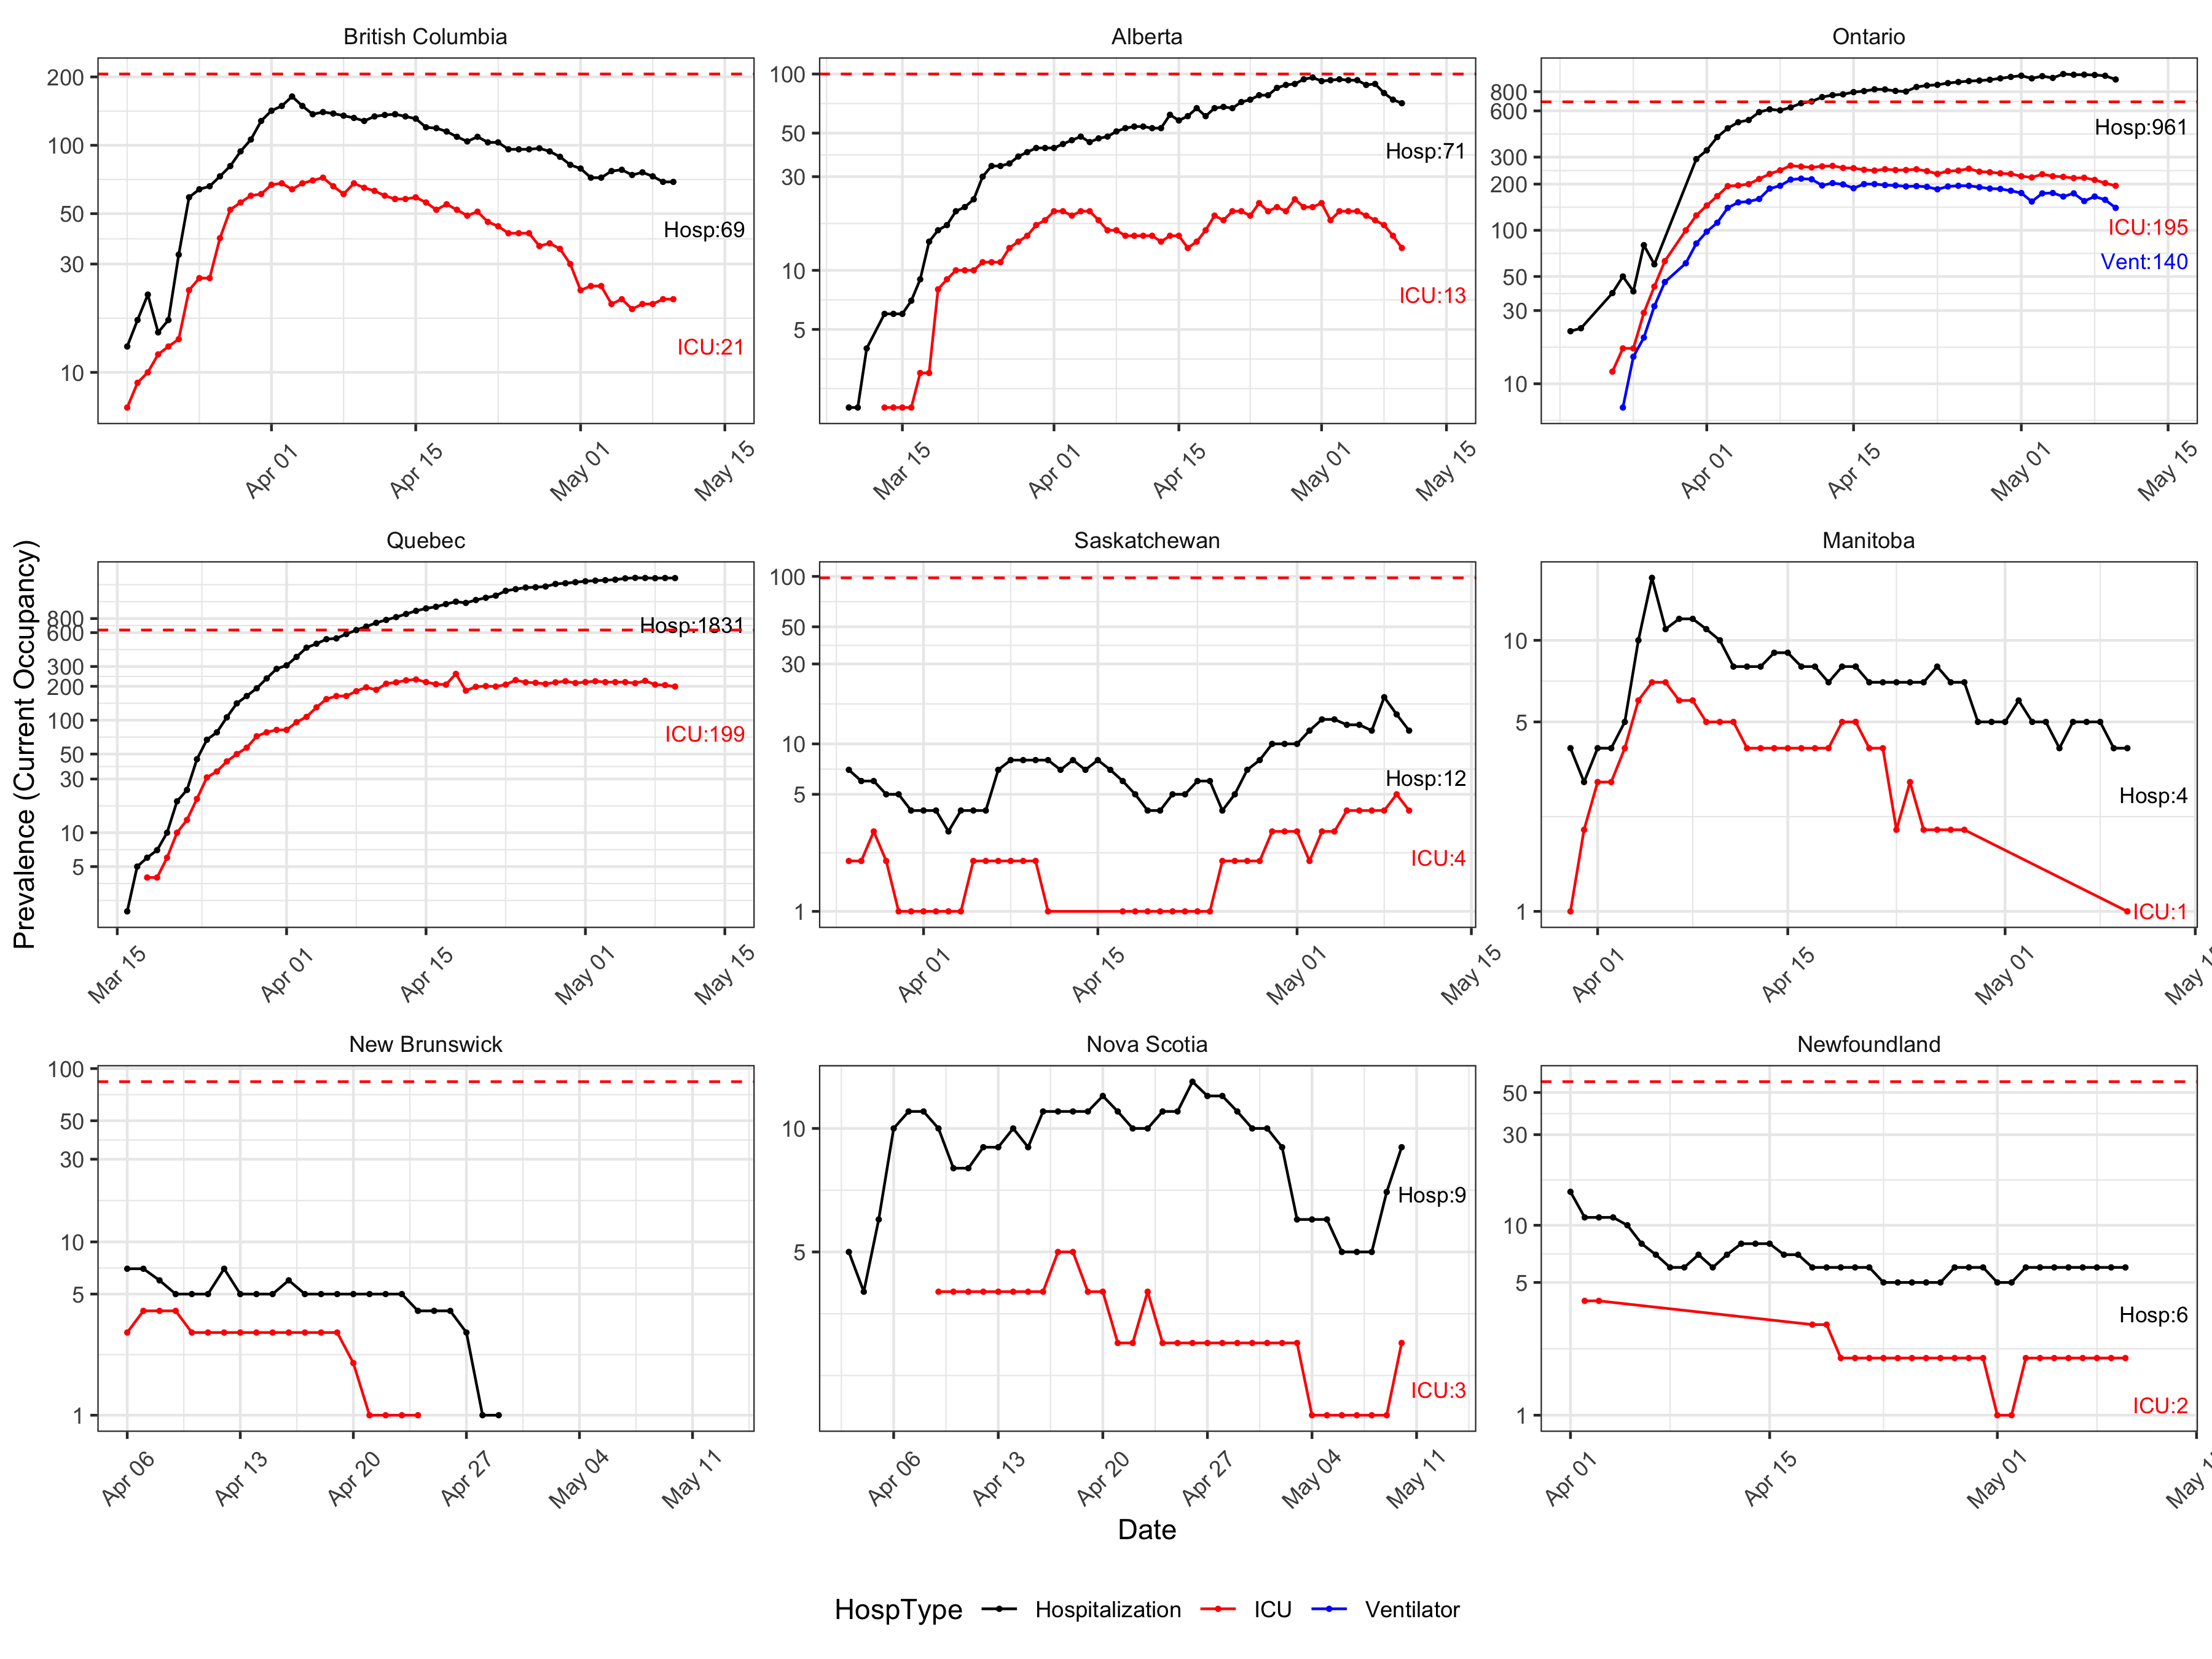 British Columbia
200
100
50
30
10
Hosp:69
ICU:21
Apr 01
Apr 15
May 01
May 15
Alberta
100
50
30
10
5
Hosp:71
ICU:13
Mar 15
Apr 01
Apr 15
May 01
May 15
Ontario
800
600
300
200
100
50
30
10
Hosp:961
ICU:195
Vent:140
Apr 01
Apr 15
May 01
May 15
Prevalence (Current Occupancy)
Quebec
800
600
300
200
100
50
30
10
5
Hosp:1831
ICU:199
Mar 15
Apr 01
Apr 15
May 01
May 15
Saskatchewan
100
50
30
10
5
1
Hosp:12
ICU:4
Apr 01
Apr 15
May 01
May 15
Manitoba
10
5
1
Hosp:4
ICU:1
Apr 01
Apr 15
May 01
May 1
New Brunswick
100
50
30
10
5
1
Apr 06
Apr 13
Apr 20
Apr 27
May 04
May 11
Nova Scotia
10
5
Hosp:9
ICU:3
Apr 06
Apr 13
Apr 20
Apr 27
May 04
May 11
Newfoundland
50
30
10
5
1
Hosp:6
ICU:2
Apr 01
Apr 15
May 01
May 1
Date
HospType Hospitalization ICU Ventilator